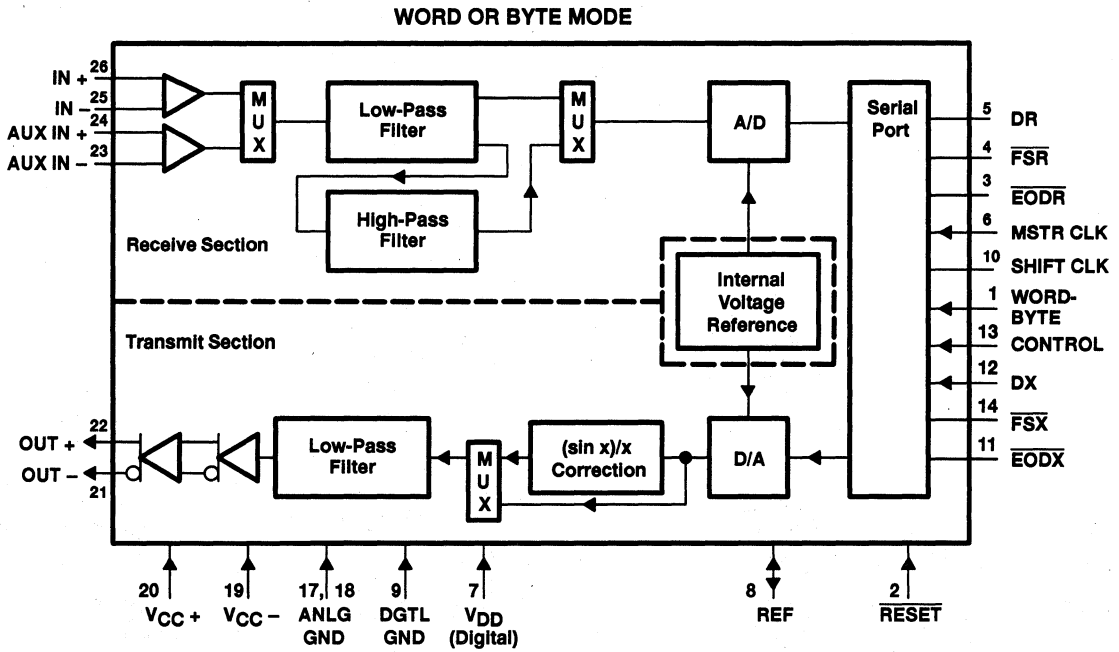 WORD OR BYTE MODE
IN + 26
IN – 25
AUX IN + 24
AUX IN – 23
M
U
X
Low-Pass
Filter
High-Pass
Filter
M
U
X
A/D
Serial
Port
5 DR
4 FSR
3 EODR
6 MSTR CLK
10 SHIFT CLK
1 WORD-
BYTE
13 CONTROL
12 DX
14 FSX
11 EODX
Receive Section
Internal
Voltage
Reference
Transmit Section
OUT + 22
OUT – 21
Low-Pass
Filter
M
U
X
(sin x)/x
Correction
D/A
20
VCC +
19
VCC –
17, 18
ANLG
GND
9
DGTL
GND
7
VDD
(Digital)
8
REF
2
RESET